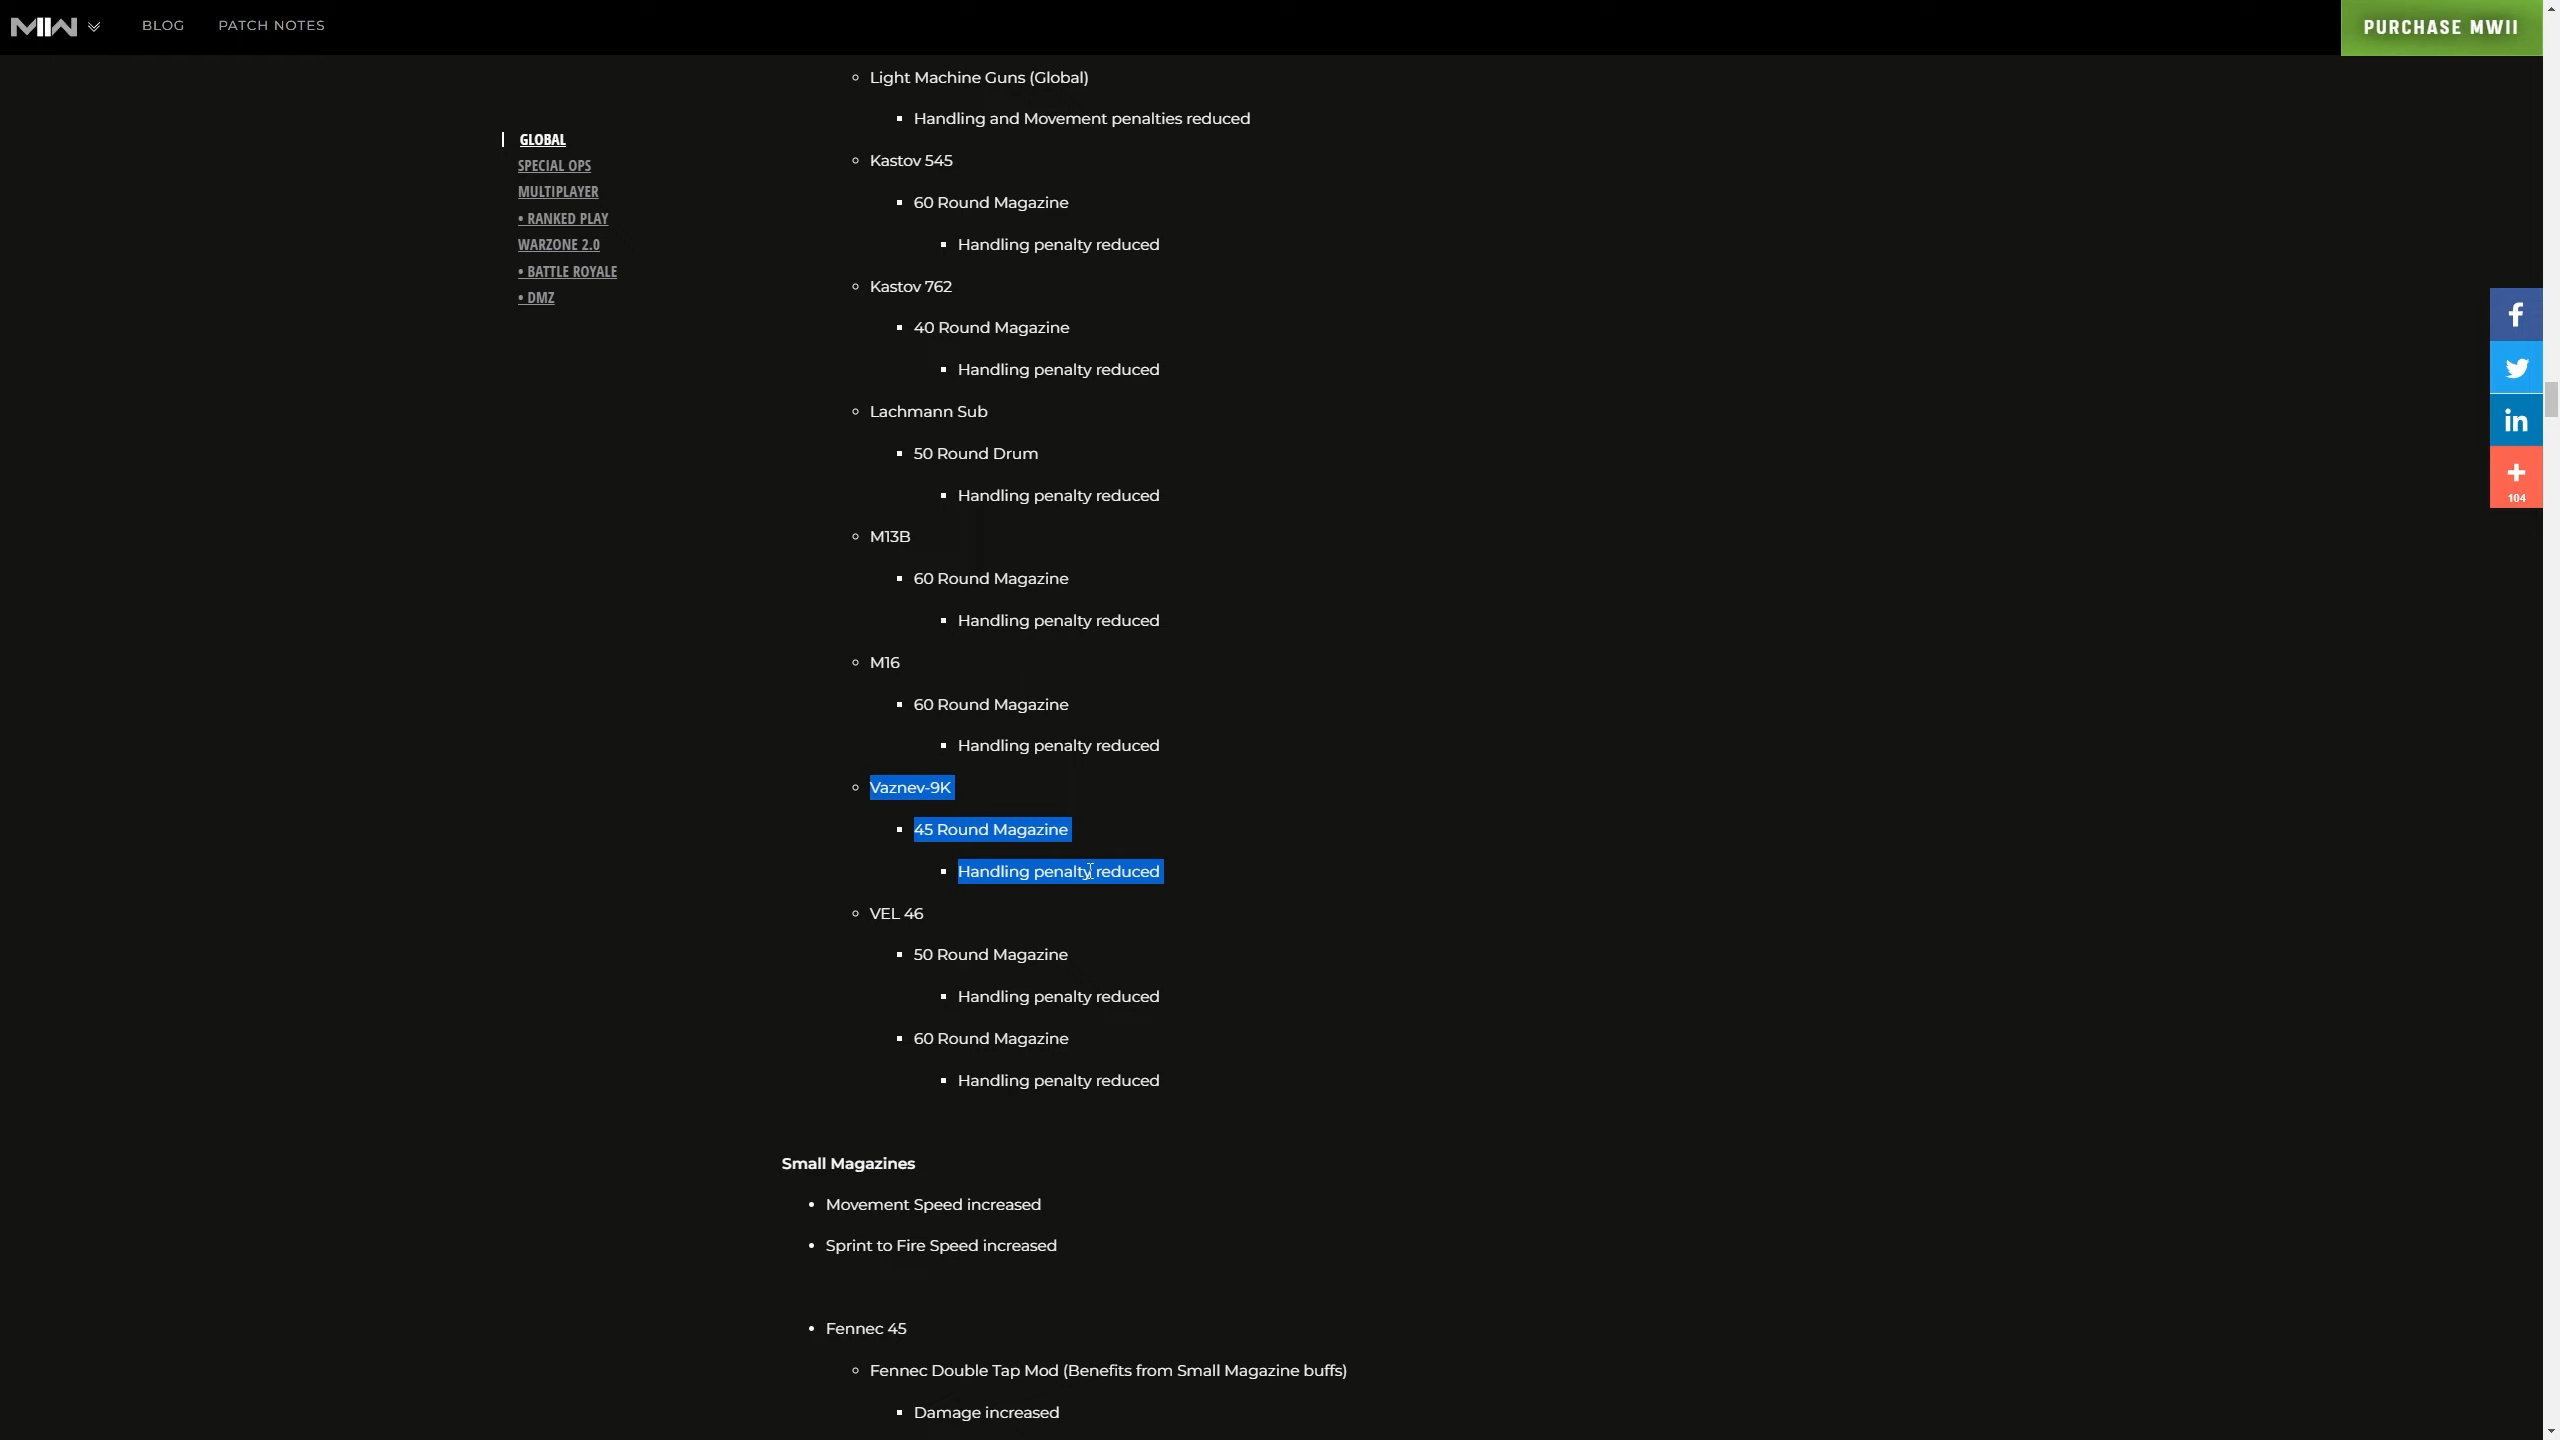 MIIW
BLOG
PATCH NOTES
PURCHASE MWII
GLOBAL
SPECIAL OPS
MULTIPLAYER
• RANKED PLAY
WARZONE 2.0
• BATTLE ROYALE
• DMZ
Light Machine Guns (Global)
Handling and Movement penalties reduced
Kastov 545
60 Round Magazine
Handling penalty reduced
Kastov 762
40 Round Magazine
Handling penalty reduced
Lachmann Sub
50 Round Drum
Handling penalty reduced
M13B
60 Round Magazine
Handling penalty reduced
M16
60 Round Magazine
Handling penalty reduced
Vaznev-9K
45 Round Magazine
Handling penalty reduced
VEL 46
50 Round Magazine
Handling penalty reduced
60 Round Magazine
Handling penalty reduced
Small Magazines
• Movement Speed increased
• Sprint to Fire Speed increased
• Fennec 45
Fennec Double Tap Mod (Benefits from Small Magazine buffs)
Damage increased
f
in
+
104